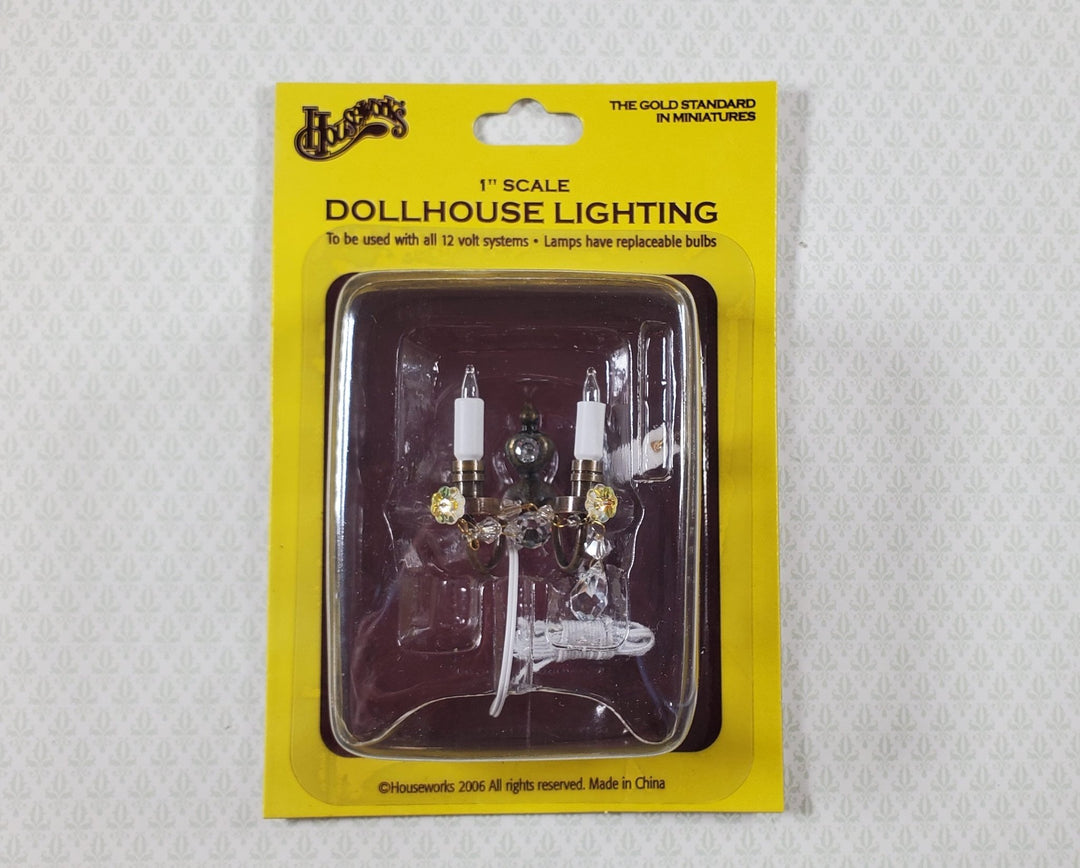 Houseworks
THE GOLD STANDARD
IN MINIATURES
1" SCALE
DOLLHOUSE LIGHTING
To be used with all 12 volt systems • Lamps have replaceable bulbs
©Houseworks 2006 All rights reserved. Made in China